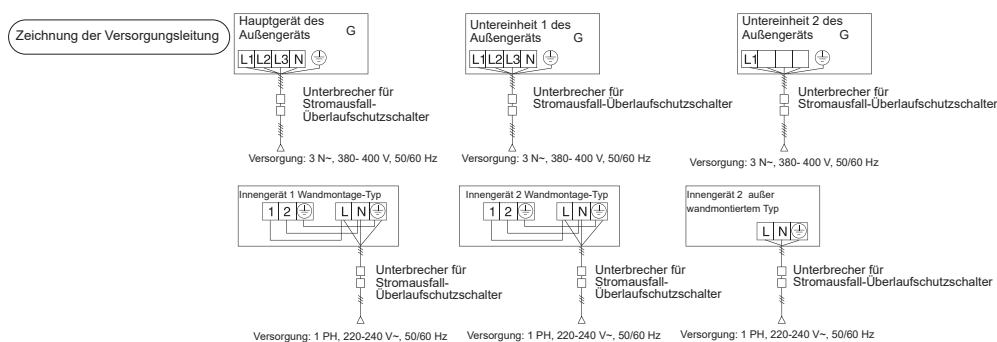 Zeichnung der Versorgungsleitung
Hauptgerät des
Außengeräts G
L1 L2 L3 N
Unterbrecher für
Stromausfall-
Überlaufschutzschalter
Versorgung: 3 N~, 380- 400 V, 50/60 Hz
Untereinheit 1 des
Außengeräts G
L1 L2 L3 N
Unterbrecher für
Stromausfall-Überlaufschutzschalter
Versorgung: 3 N~, 380- 400 V, 50/60 Hz
Untereinheit 2 des
Außengeräts G
L1
Unterbrecher für
Stromausfall-Überlaufschutzschalter
Versorgung: 3 N~, 380- 400 V, 50/60 Hz
Innengerät 1 Wandmontage-Typ
1 2 L N
Unterbrecher für
Stromausfall-
Überlaufschutzschalter
Versorgung: 1 PH, 220-240 V~, 50/60 Hz
Innengerät 2 Wandmontage-Typ
1 2 L N
Unterbrecher für
Stromausfall-
Überlaufschutzschalter
Versorgung: 1 PH, 220-240 V~, 50/60 Hz
Innengerät 2 außer
wandmontiertem Typ
L N
Unterbrecher für
Stromausfall-Überlaufschutzschalter
Versorgung: 1 PH, 220-240 V~, 50/60 Hz